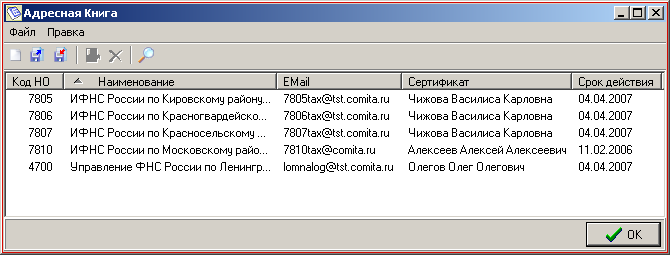 Адресная Книга
Файл Правка
Код НО Наименование EMail Сертификат Срок действия
7805 ИФНС России по Кировскому району... 7805tax@tst.comita.ru Чижова Василиса Карловна 04.04.2007
7806 ИФНС России по Красногвардейско... 7806tax@tst.comita.ru Чижова Василиса Карловна 04.04.2007
7807 ИФНС России по Красносельскому ... 7807tax@tst.comita.ru Чижова Василиса Карловна 04.04.2007
7810 ИФНС России по Московскому райо... 7810tax@comita.ru Алексеев Алексей Алексеевич 11.02.2006
4700 Управление ФНС России по Ленингр... lomnalog@tst.comita.ru Олегов Олег Олегович 04.04.2007
OK